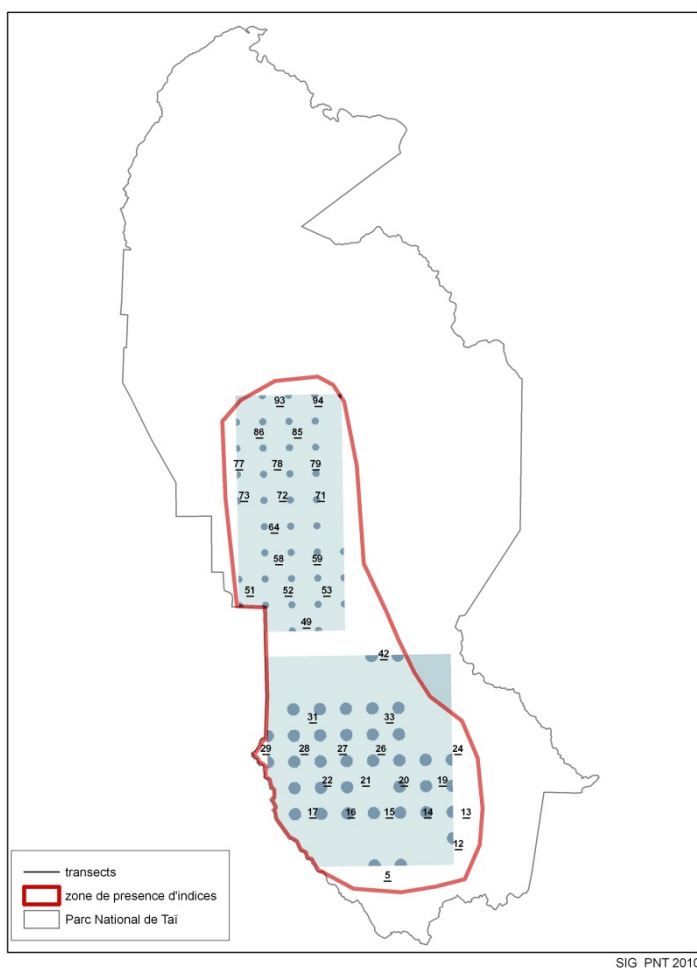 93 94
86 85
77 78 79
73 72 71
64
58 59
51 52 53
49
42
31 33
29 28 27 26 24
22 21 20 19
17 16 15 14 13
12
5
transects
zone de presence d'indices
Parc National de Taï
SIG PNT 2010